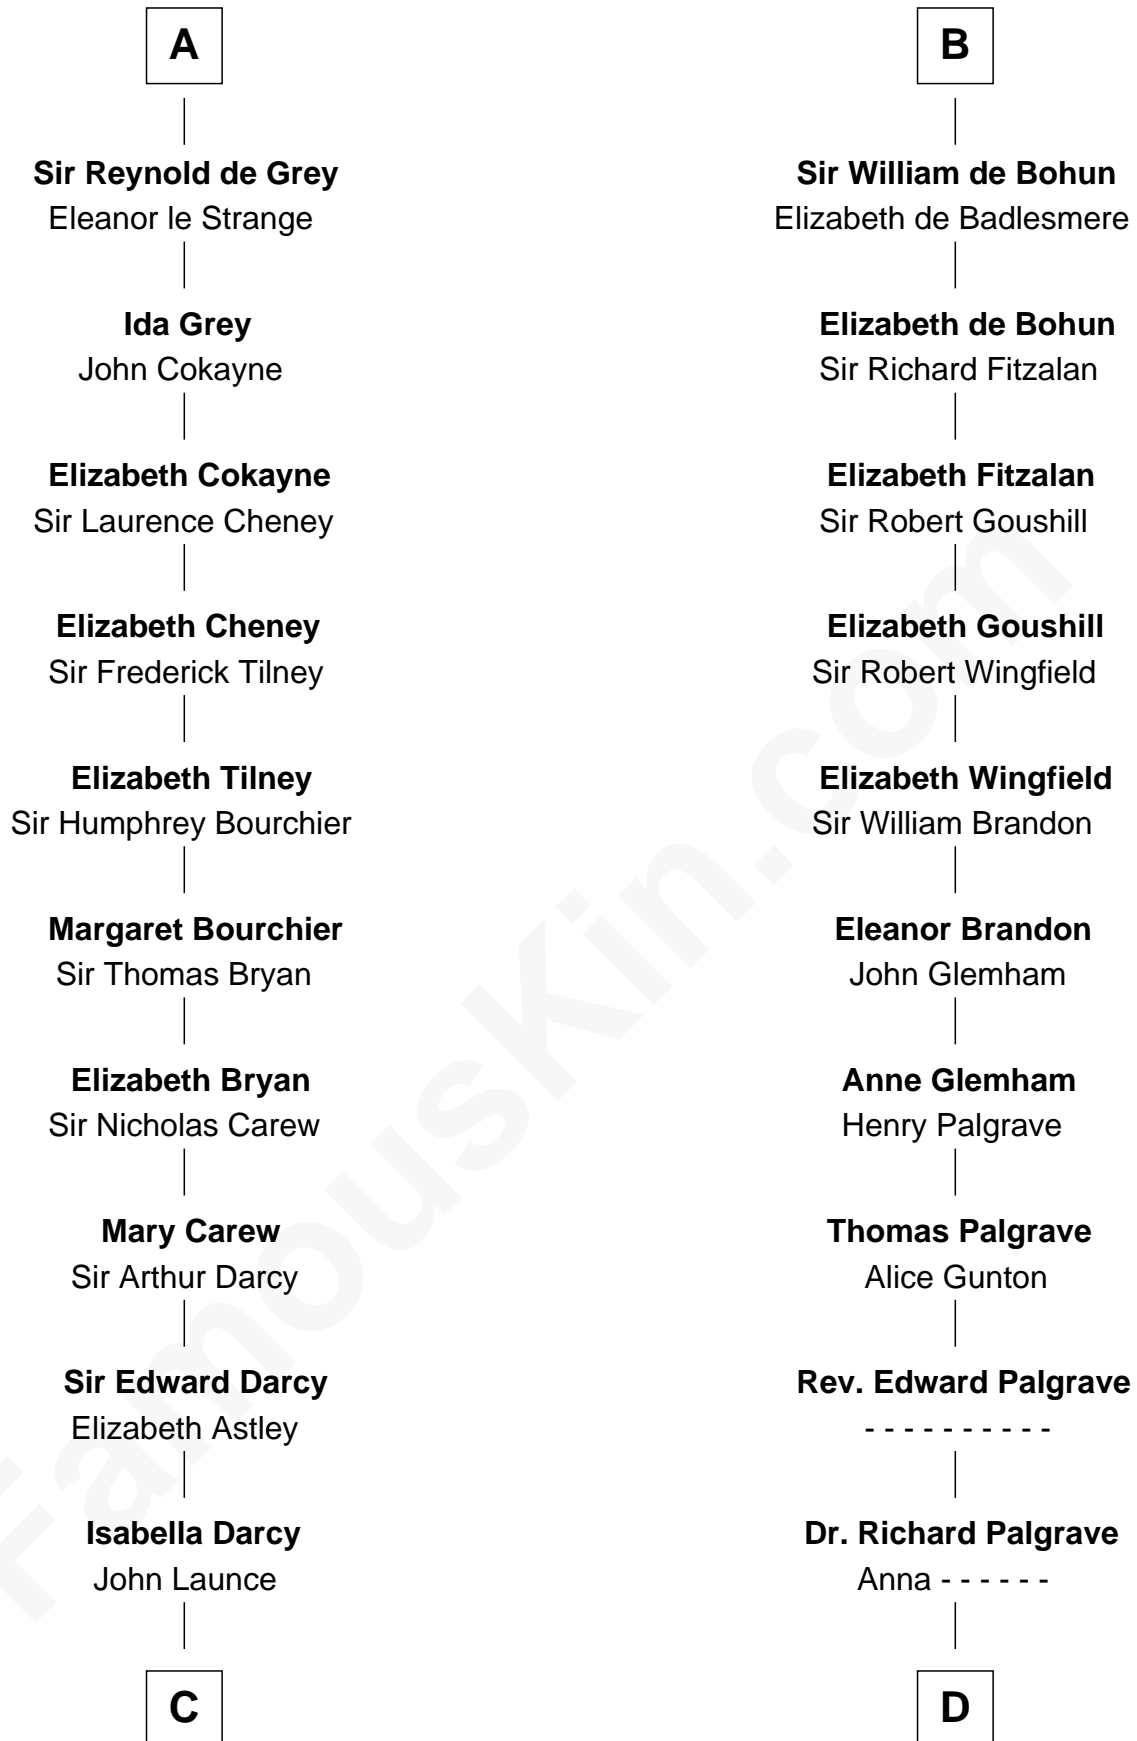 A
Sir Reynold de Grey
Eleanor le Strange
Ida Grey
John Cokayne
Elizabeth Cokayne
Sir Laurence Cheney
Elizabeth Cheney
Sir Frederick Tilney
Elizabeth Tilney
Sir Humphrey Bourchier
Margaret Bourchier
Sir Thomas Bryan
Elizabeth Bryan
Sir Nicholas Carew
Mary Carew
Sir Arthur Darcy
Sir Edward Darcy
Elizabeth Astley
Isabella Darcy
John Launce
C
B
Sir William de Bohun
Elizabeth de Badlesmere
Elizabeth de Bohun
Sir Richard Fitzalan
Elizabeth Fitzalan
Sir Robert Goushill
Elizabeth Goushill
Sir Robert Wingfield
Elizabeth Wingfield
Sir William Brandon
Eleanor Brandon
John Glemham
Anne Glemham
Henry Palgrave
Thomas Palgrave
Alice Gunton
Rev. Edward Palgrave
- - - - - - - - - -
Dr. Richard Palgrave
Anna - - - - - -
D
FamousKin.com